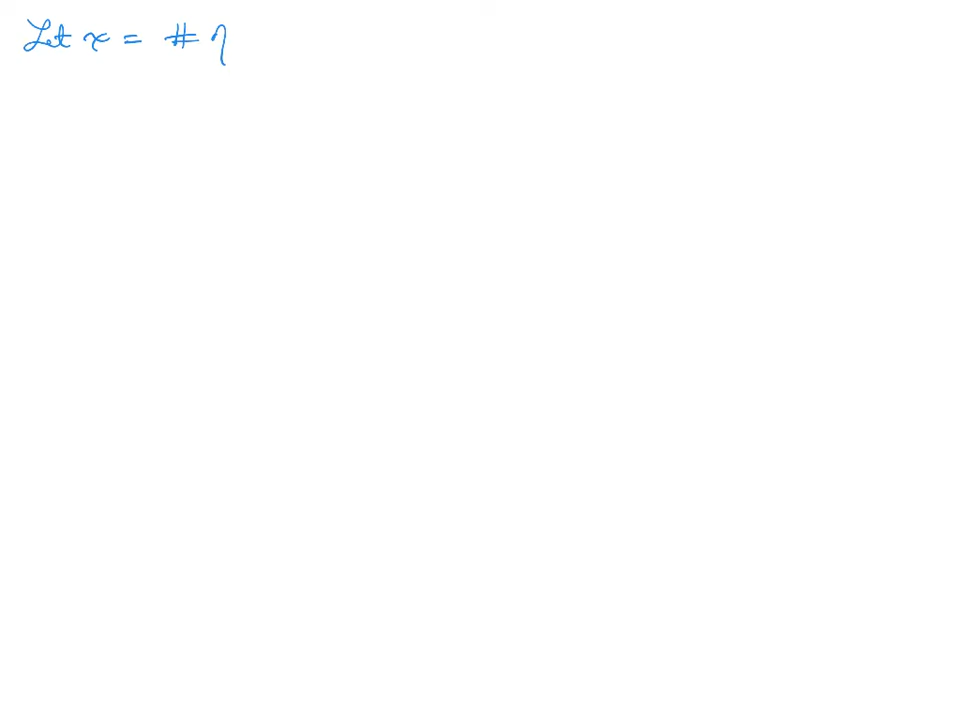 Let x = #